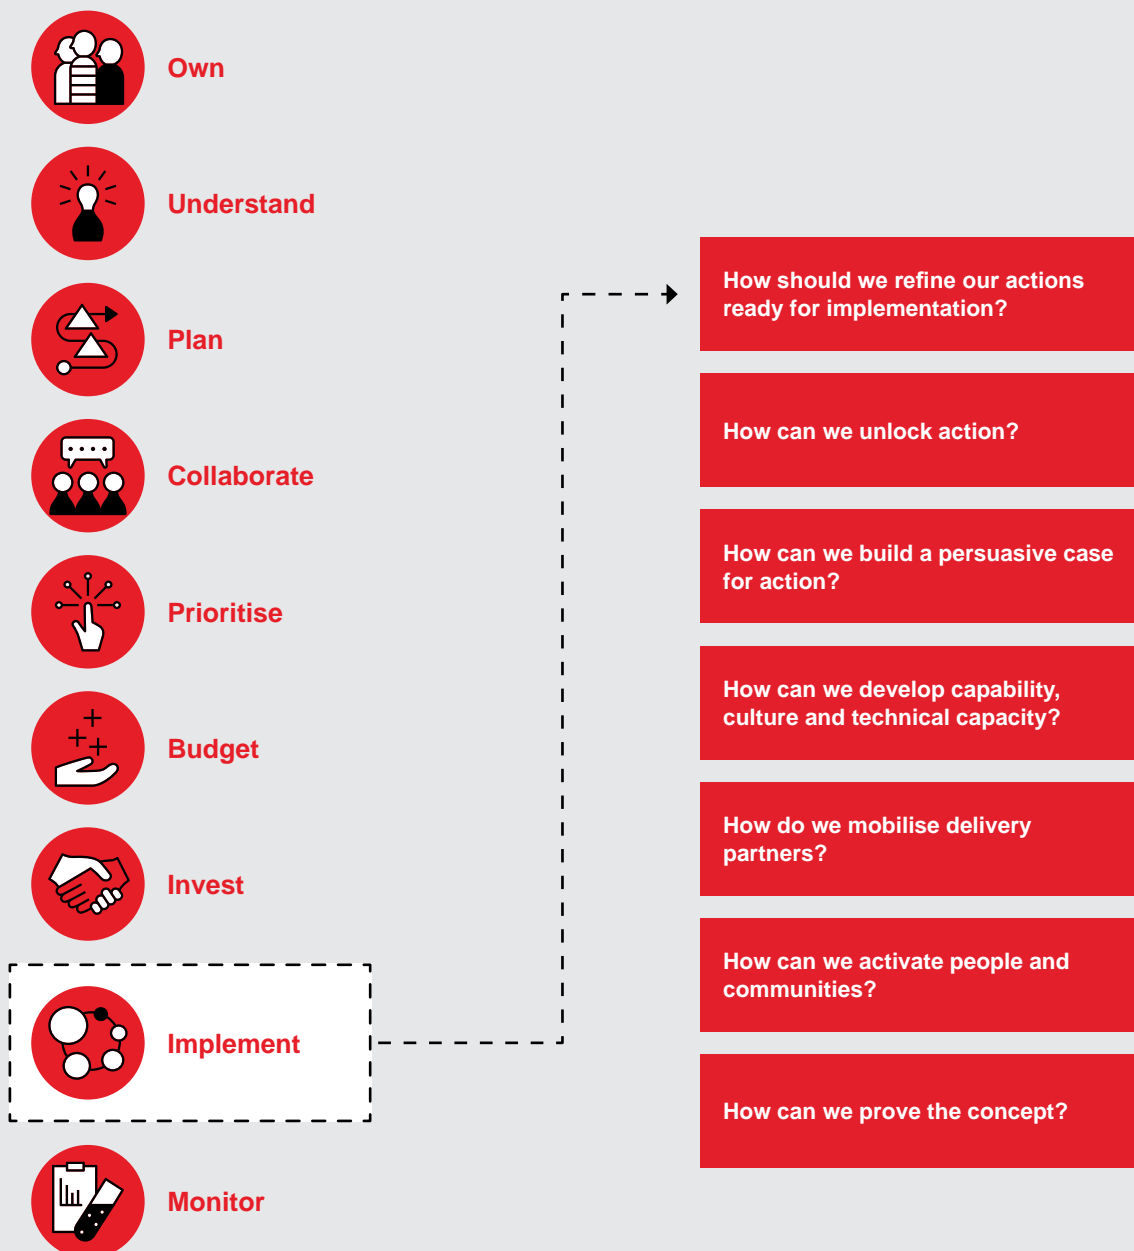 Own
Understand
Plan
Collaborate
Prioritise
Budget
Invest
Implement
Monitor
How should we refine our actions
ready for implementation?
How can we unlock action?
How can we build a persuasive case
for action?
How can we develop capability,
culture and technical capacity?
How do we mobilise delivery
partners?
How can we activate people and
communities?
How can we prove the concept?